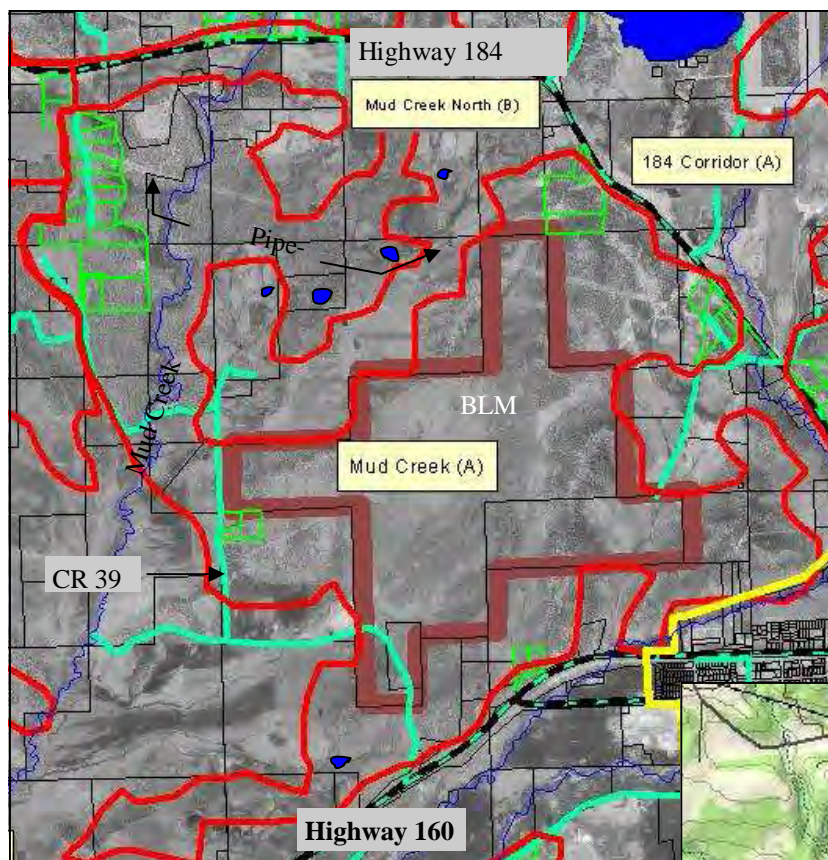 Highway 184
Mud Creek North (B)
184 Corridor (A)
Pipe-
Mud Creek
BLM
Mud Creek (A)
CR 39
Highway 160